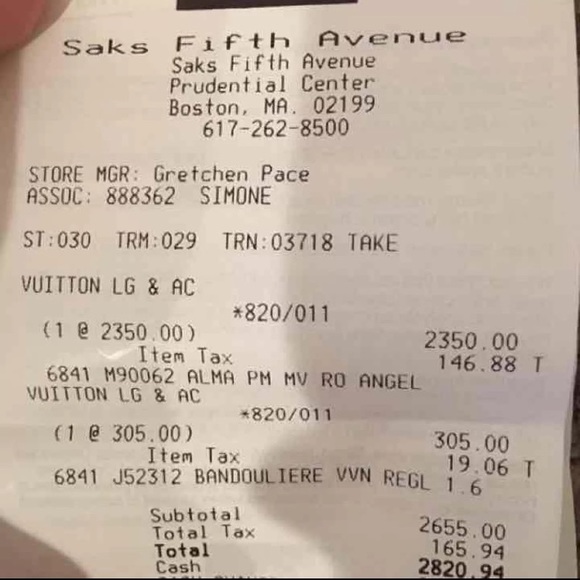 Saks Fifth Avenue
Saks Fifth Avenue
Prudential Center
Boston, MA. 02199
617-262-8500
STORE MGR: Gretchen Pace
ASSOC: 888362 SIMONE
ST:030 TRM:029 TRN:03718 TAKE
VUITTON LG & AC
*820/011
(1 @ 2350.00) 2350.00
Item Tax 146.88 T
6841 M90062 ALMA PM MV RO ANGEL
VUITTON LG & AC
*820/011
(1 @ 305.00) 305.00
Item Tax 19.06 T
6841 J52312 BANDOULIERE VVN REGL 1.6
Subtotal 2655.00
Total Tax 165.94
Total 2820.94
Cash